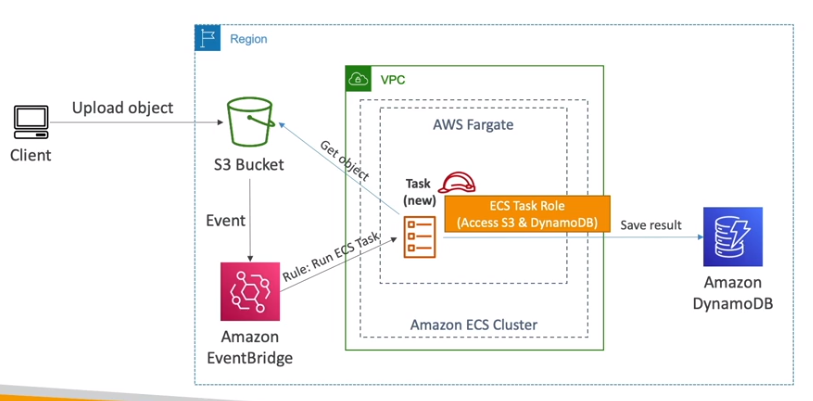 Region
VPC
Upload object
Client
S3 Bucket
AWS Fargate
Get object
Task
(new)
ECS Task Role
(Access S3 & DynamoDB)
Save result
Event
Rule: Run ECS Task
Amazon
EventBridge
Amazon
DynamoDB
Amazon ECS Cluster